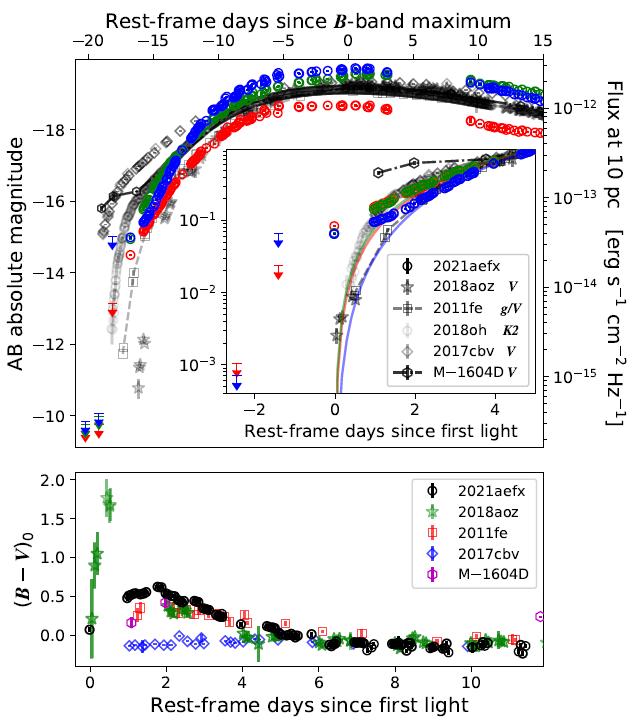 Rest-frame days since B-band maximum
−20 −15 −10 −5 0 5 10 15
AB absolute magnitude
−18
−16
−14
−12
−10
Flux at 10 pc [erg s⁻¹ cm⁻² Hz⁻¹]
10⁻¹²
10⁻¹³
10⁻¹⁴
10⁻¹⁵
10⁻¹
10⁻²
10⁻³
2021aefx
2018aoz V
2011fe g/V
2018oh K2
2017cbv V
M−1604D V
−2 0 2 4
Rest-frame days since first light
(B − V)₀
2.0
1.5
1.0
0.5
0.0
2021aefx
2018aoz
2011fe
2017cbv
M−1604D
0 2 4 6 8 10
Rest-frame days since first light